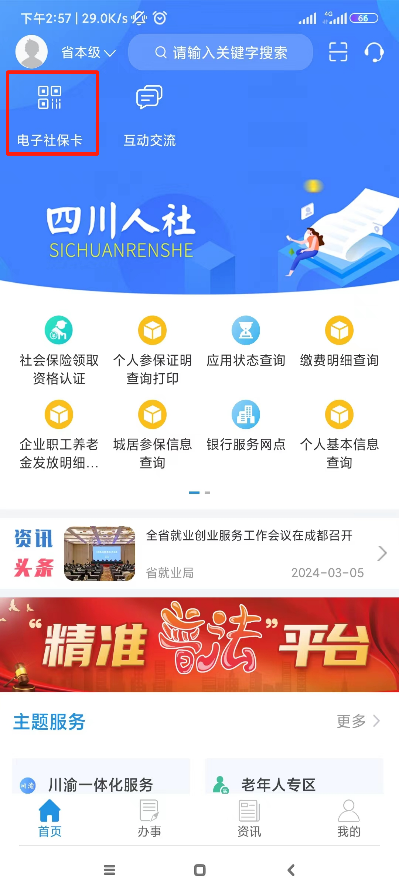 下午2:57 | 29.0K/s
4G
66
省本级
请输入关键字搜索
电子社保卡
互动交流
四川人社
SICHUANRENSHE
社会保险领取
资格认证
个人参保证明
查询打印
应用状态查询
缴费明细查询
企业职工养老
金发放明细...
城居参保信息
查询
银行服务网点
个人基本信息
查询
资讯
头条
全省就业创业服务工作会议在成都召开
省就业局
2024-03-05
“精准普法”平台
主题服务
更多
川渝一体化服务
老年人专区
首页
办事
资讯
我的